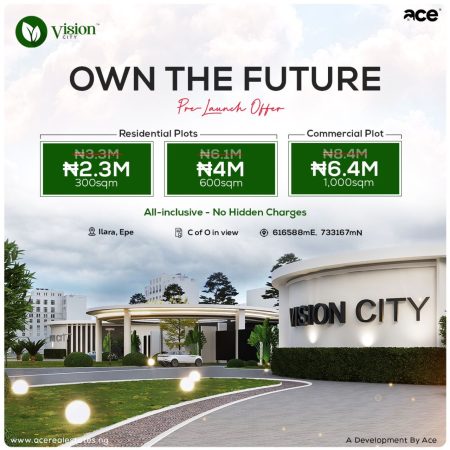 Vision™
CITY
ace
OWN THE FUTURE
Pre-Launch Offer
Residential Plots
Commercial Plot
₦3.3M
₦2.3M
300sqm
₦6.1M
₦4M
600sqm
₦8.4M
₦6.4M
1,000sqm
All-inclusive - No Hidden Charges
Ilara, Epe
C of O in view
616588mE, 733167mN
VISION CITY
www.acerealestates.ng
A Development By Ace